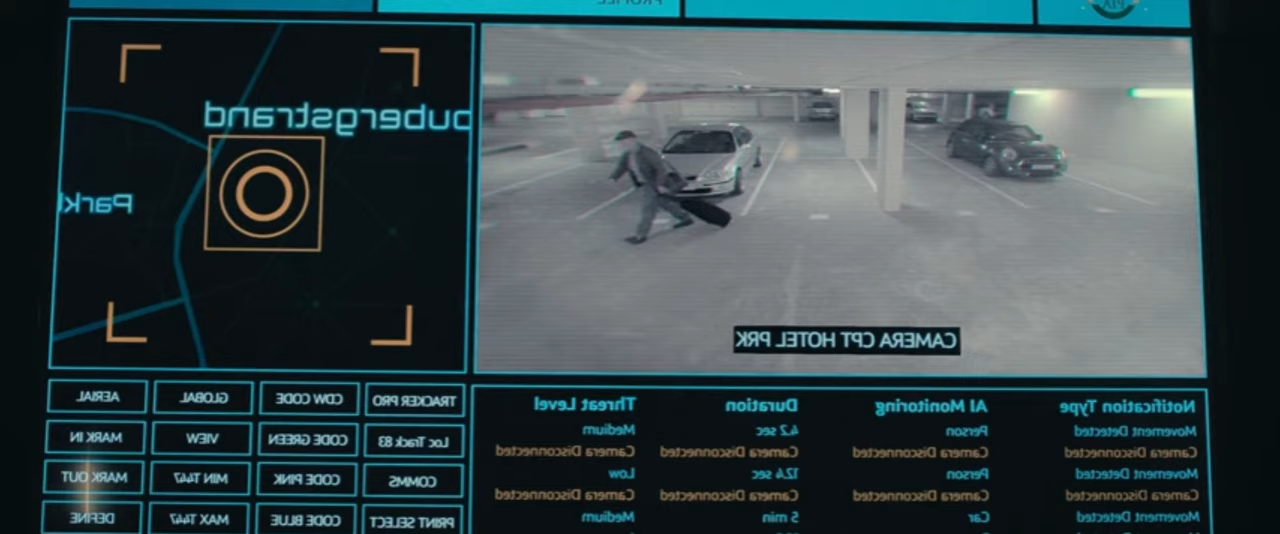 PROFILE
oubergstrand
Park
CAMERA CPT HOTEL PRK
Notification Type AI Monitoring Duration Threat Level
Movement Detected Person 4.2 sec Medium
Camera Disconnected Camera Disconnected Camera Disconnected Camera Disconnected
Movement Detected Person 12.4 sec Low
Camera Disconnected Camera Disconnected Camera Disconnected Camera Disconnected
Movement Detected Car 5 min Medium
TRACKER PRO CDW CODE GLOBAL AERIAL
Loc Track 83 CODE GREEN VIEW MARK IN
COMMS CODE PINK MIN T447 MARK OUT
PRINT SELECT CODE BLUE MAX T447 DEFINE